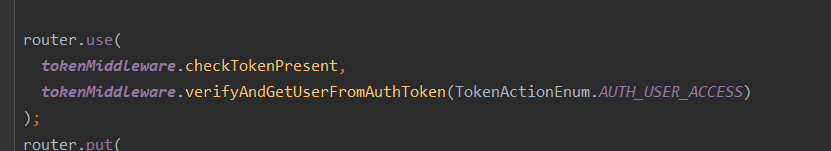 router.use(
tokenMiddleware.checkTokenPresent,
tokenMiddleware.verifyAndGetUserFromAuthToken(TokenActionEnum.AUTH_USER_ACCESS)
);
router.put(